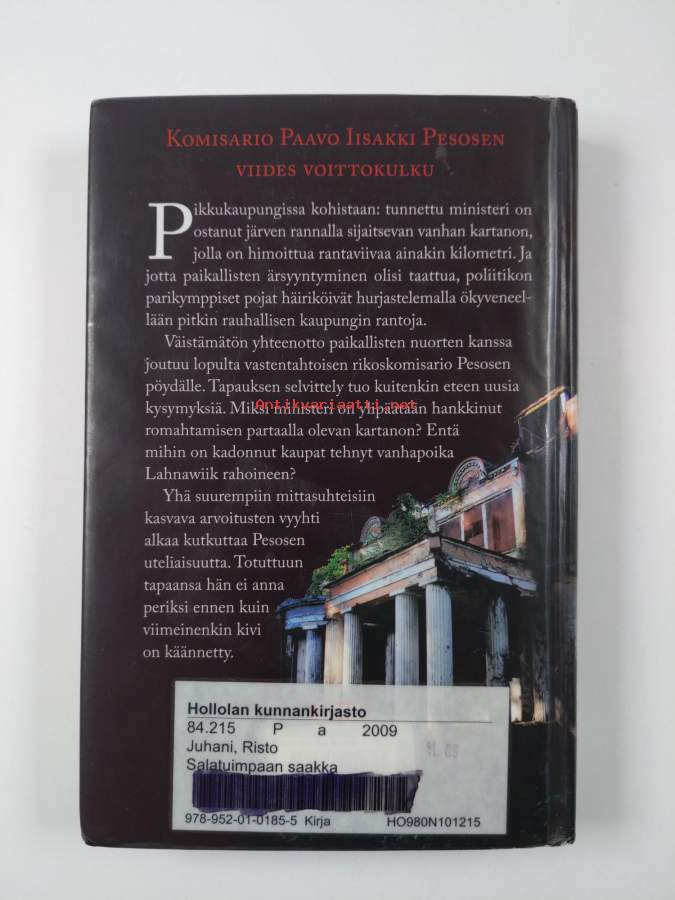 Komisario Paavo Iisakki Pesosen
viides voittokulku
Pikkukaupungissa kohistaan: tunnettu ministeri on
ostanut järven rannalla sijaitsevan vanhan kartanon,
jolla on himoittua rantaviivaa ainakin kilometri. Ja
jotta paikallisten ärsyyntyminen olisi taattua, poliitikon
parikymppiset pojat häiriköivät hurjastelemalla ökyveneel-
lään pitkin rauhallisen kaupungin rantoja.
Väistämätön yhteenotto paikallisten nuorten kanssa
joutuu lopulta vastentahtoisen rikoskomisario Pesosen
pöydälle. Tapauksen selvittely tuo kuitenkin eteen uusia
Antikvariaatti.net
kysymyksiä. Miksi ministeri on ylipäätään hankkinut
romahtamisen partaalla olevan kartanon? Entä
mihin on kadonnut kaupat tehnyt vanhapoika
Lahnawiik rahoineen?
Yhä suurempiin mittasuhteisiin
kasvava arvoitusten vyyhti
alkaa kutkuttaa Pesosen
uteliaisuutta. Totuttuun
tapaansa hän ei anna
periksi ennen kuin
viimeinenkin kivi
on käännetty.
Hollolan kunnankirjasto
84.215 P a 2009
Juhani, Risto
Salatuimpaan saakka
978-952-01-0185-5 Kirja HO980N101215